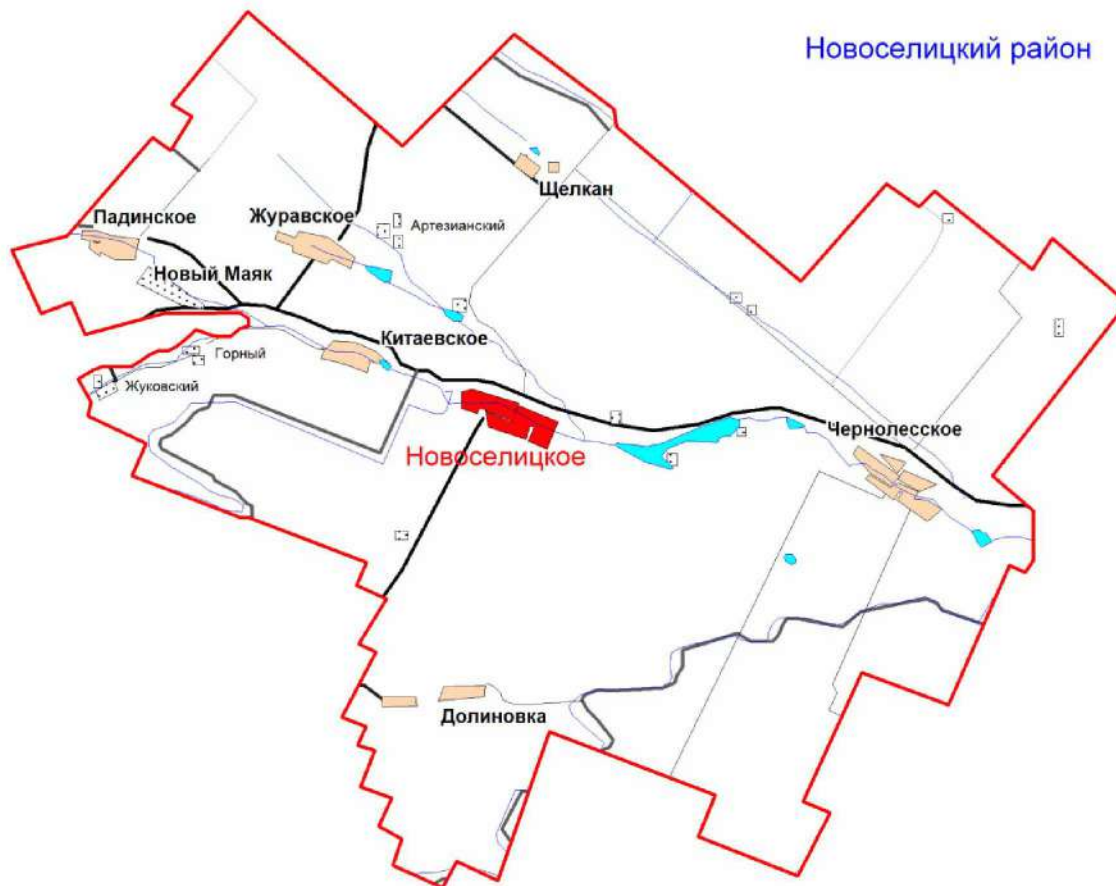 Новоселицкий район
Щелкан
Падинское
Журавское
Артезианский
Новый Маяк
Китаевское
Горный
Жуковский
Чернолесское
Новоселицкое
Долиновка